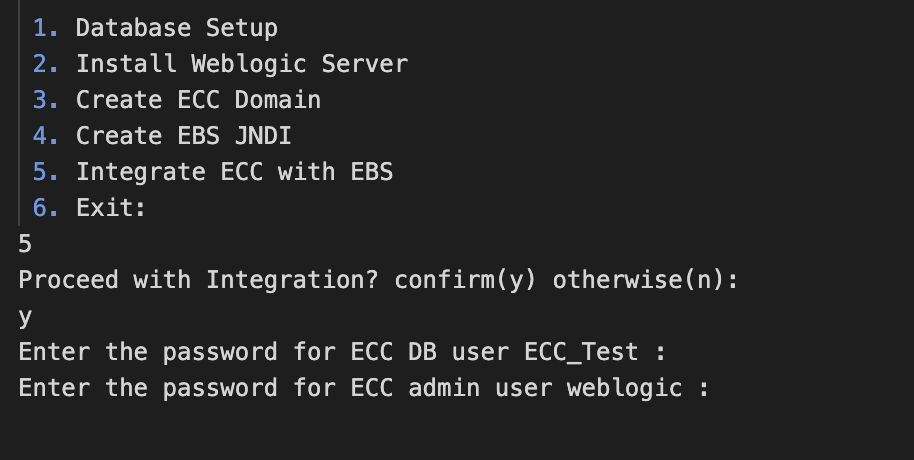 1. Database Setup
2. Install Weblogic Server
3. Create ECC Domain
4. Create EBS JNDI
5. Integrate ECC with EBS
6. Exit:
5
Proceed with Integration? confirm(y) otherwise(n):
y
Enter the password for ECC DB user ECC_Test :
Enter the password for ECC admin user weblogic :